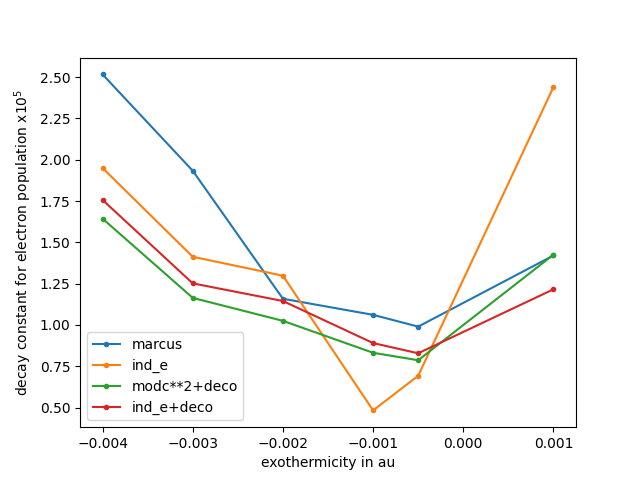 2.50
2.25
2.00
1.75
1.50
1.25
1.00
0.75
0.50
decay constant for electron population x10⁵
marcus
ind_e
modc**2+deco
ind_e+deco
−0.004 −0.003 −0.002 −0.001 0.000 0.001
exothermicity in au